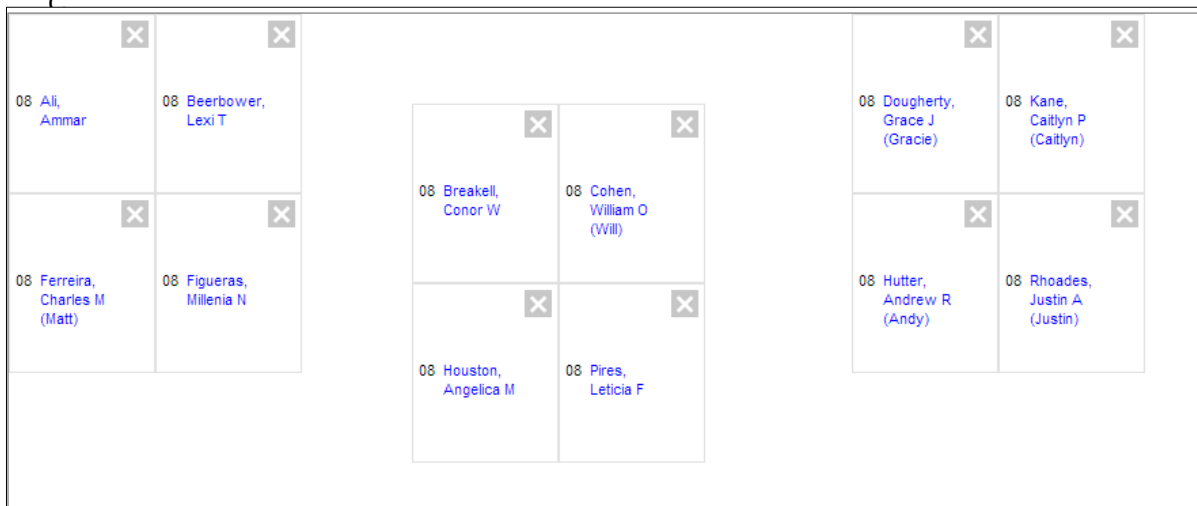 08 Ali,
Ammar
08 Beerbower,
Lexi T
08 Ferreira,
Charles M
(Matt)
08 Figueras,
Millenia N
08 Breakell,
Conor W
08 Cohen,
William O
(Will)
08 Houston,
Angelica M
08 Pires,
Leticia F
08 Dougherty,
Grace J
(Gracie)
08 Kane,
Caitlyn P
(Caitlyn)
08 Hutter,
Andrew R
(Andy)
08 Rhoades,
Justin A
(Justin)